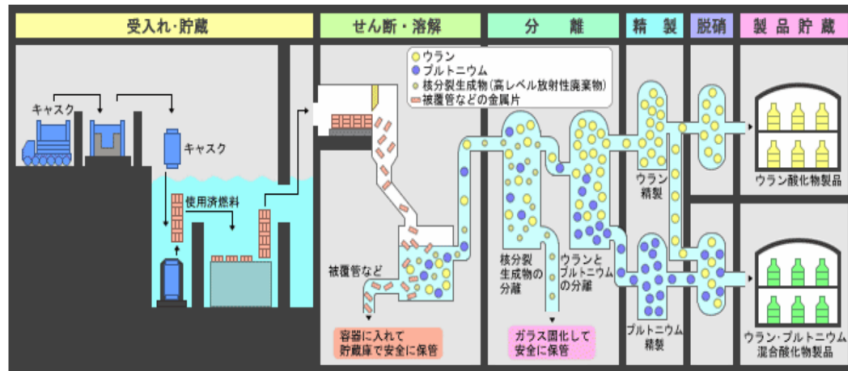 受入れ・貯蔵
せん断・溶解
分離
精製
脱硝
製品貯蔵
ウラン
プルトニウム
核分裂生成物(高レベル放射性廃棄物)
被覆管などの金属片
キャスク
キャスク
使用済燃料
被覆管など
容器に入れて
貯蔵庫で安全に保管
核分裂
生成物の
分離
ウランと
プルトニウム
の分離
ガラス固化して
安全に保管
ウラン
精製
プルトニウム
精製
ウラン酸化物製品
ウラン・プルトニウム
混合酸化物製品